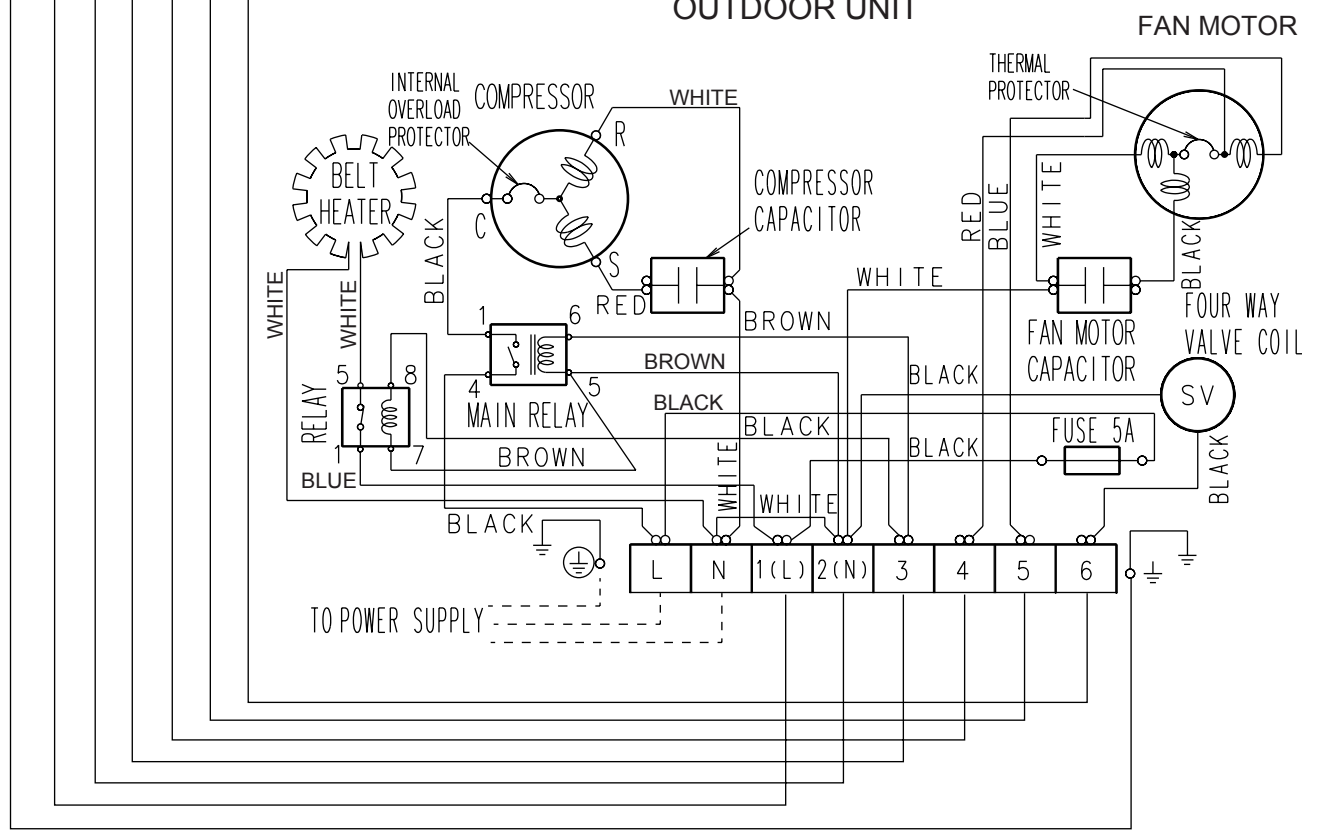 OUTDOOR UNIT
FAN MOTOR
THERMAL
PROTECTOR
INTERNAL
OVERLOAD
PROTECTOR
COMPRESSOR
WHITE
R
BELT
HEATER
COMPRESSOR
CAPACITOR
C
S
BLACK
RED
BLUE
WHITE
BLACK
WHITE
WHITE
WHITE
RED
FOUR WAY
VALVE COIL
1
6
BROWN
FAN MOTOR
CAPACITOR
5
8
4
5
BROWN
BLACK
SV
RELAY
MAIN RELAY
BLACK
BLACK
FUSE 5A
1
7
BROWN
WHITE
BLACK
BLACK
BLUE
WHITE
BLACK
L
N
1(L)
2(N)
3
4
5
6
TO POWER SUPPLY